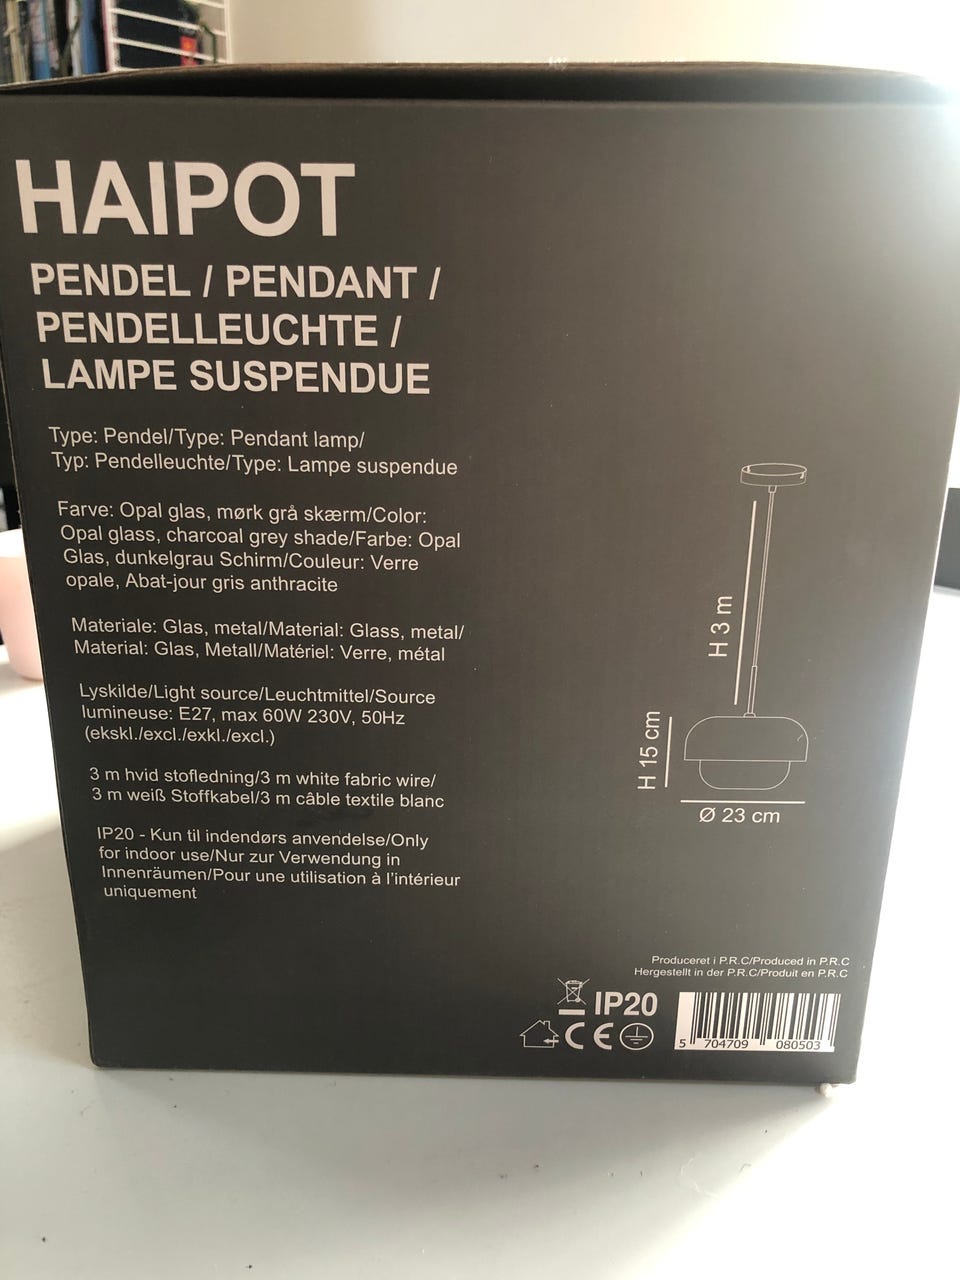 HAIPOT
PENDEL / PENDANT /
PENDELLEUCHTE /
LAMPE SUSPENDUE
Type: Pendel/Type: Pendant lamp/
Typ: Pendelleuchte/Type: Lampe suspendue
Farve: Opal glas, mørk grå skærm/Color:
Opal glass, charcoal grey shade/Farbe: Opal
Glas, dunkelgrau Schirm/Couleur: Verre
opale, Abat-jour gris anthracite
Materiale: Glas, metal/Material: Glass, metal/
Material: Glas, Metall/Matériel: Verre, métal
Lyskilde/Light source/Leuchtmittel/Source
lumineuse: E27, max 60W 230V, 50Hz
(ekskl./excl./exkl./excl.)
3 m hvid stofledning/3 m white fabric wire/
3 m weiß Stoffkabel/3 m câble textile blanc
IP20 - Kun til indendørs anvendelse/Only
for indoor use/Nur zur Verwendung in
Innenräumen/Pour une utilisation à l'intérieur
uniquement
H 3 m
H 15 cm
Ø 23 cm
Produceret i P.R.C/Produced in P.R.C
Hergestellt in der P.R.C/Produit en P.R.C
IP20
CE
5 704709 080503